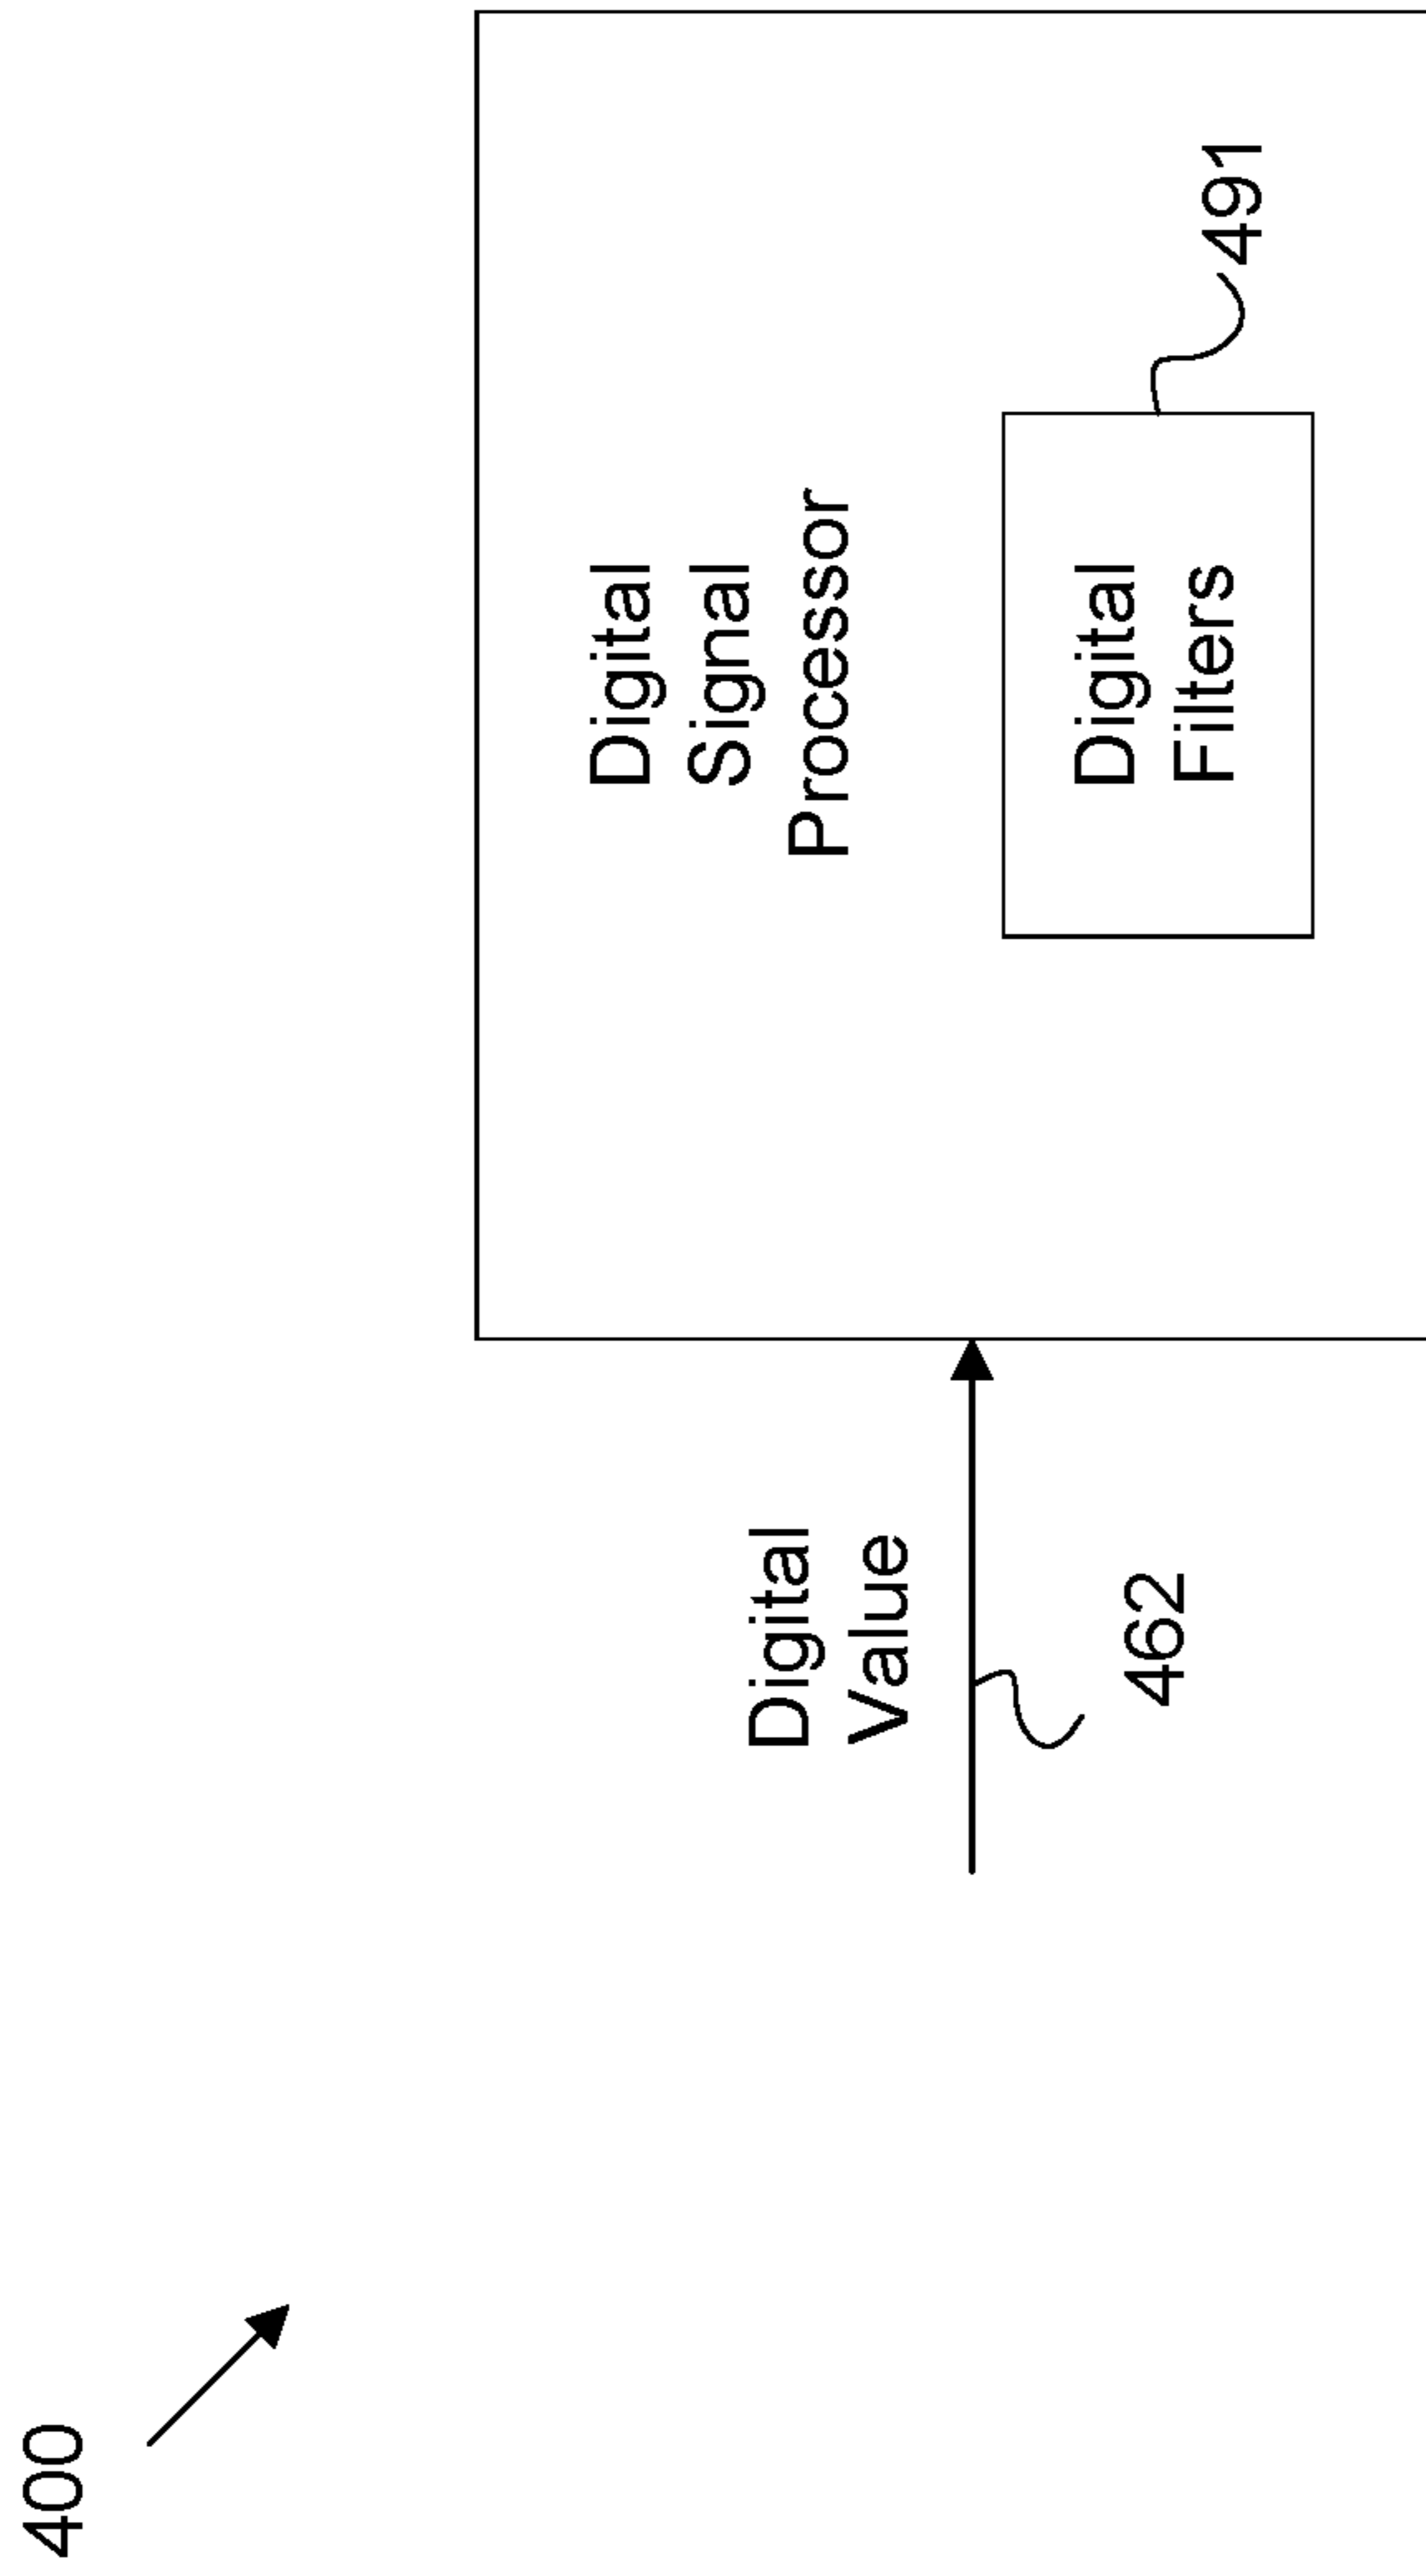 400
Digital
Value
462
Digital
Signal
Processor
Digital
Filters
491